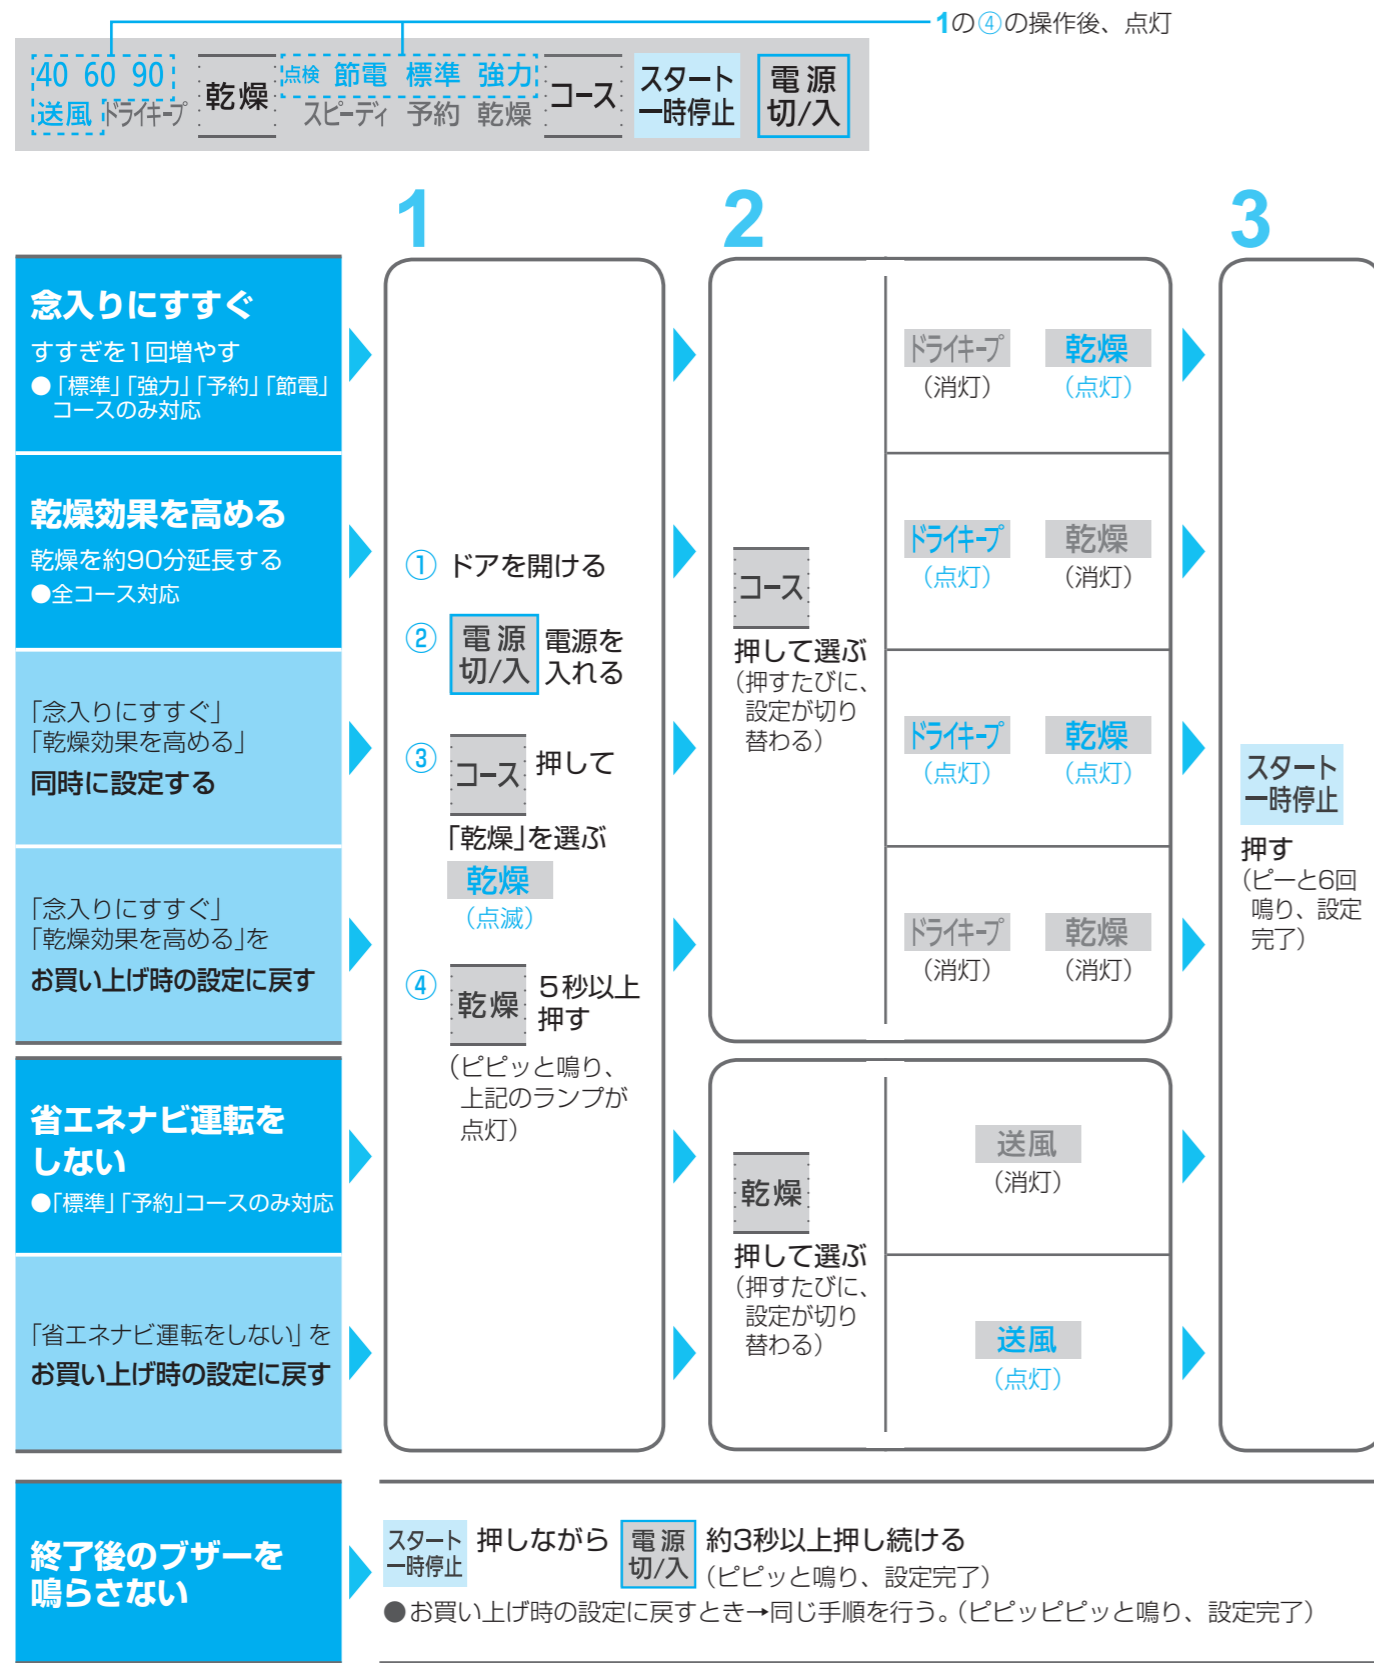 1の④の操作後、点灯
40 60 90
送風 ドライキープ
乾燥
点検 節電 標準 強力
スピーディ 予約 乾燥
コース
スタート
一時停止
電源
切/入
1
2
3
念入りにすすぐ
すすぎを1回増やす
●「標準」「強力」「予約」「節電」
コースのみ対応
乾燥効果を高める
乾燥を約90分延長する
●全コース対応
「念入りにすすぐ」
「乾燥効果を高める」
同時に設定する
「念入りにすすぐ」
「乾燥効果を高める」を
お買い上げ時の設定に戻す
省エネナビ運転を
しない
●「標準」「予約」コースのみ対応
「省エネナビ運転をしない」を
お買い上げ時の設定に戻す
① ドアを開ける
②
電源
切/入
電源を
入れる
③
コース
押して
「乾燥」を選ぶ
乾燥
(点滅)
④
乾燥
5秒以上
押す
(ピピッと鳴り、
上記のランプが
点灯)
コース
押して選ぶ
(押すたびに、
設定が切り
替わる)
ドライキープ 乾燥
(消灯) (点灯)
ドライキープ 乾燥
(点灯) (消灯)
ドライキープ 乾燥
(点灯) (点灯)
ドライキープ 乾燥
(消灯) (消灯)
乾燥
押して選ぶ
(押すたびに、
設定が切り
替わる)
送風
(消灯)
送風
(点灯)
スタート
一時停止
押す
(ピーと6回
鳴り、設定
完了)
終了後のブザーを
鳴らさない
スタート
一時停止
押しながら
電源
切/入
約3秒以上押し続ける
(ピピッと鳴り、設定完了)
●お買い上げ時の設定に戻すとき→同じ手順を行う。(ピピッピピッと鳴り、設定完了)